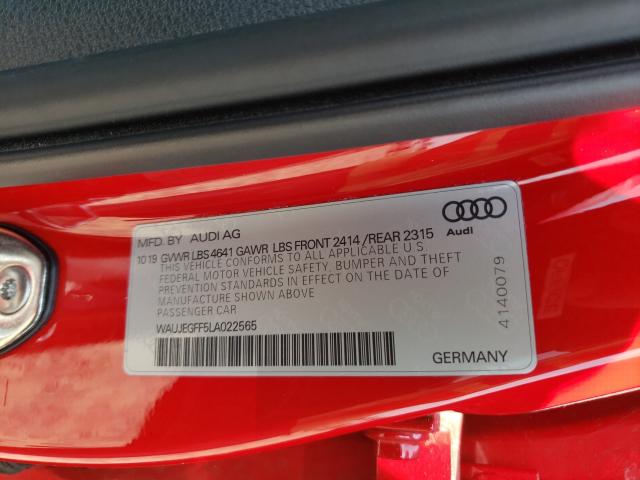 MFD. BY AUDI AG
1019 GVWR LBS 4641 GAWR LBS FRONT 2414 /REAR 2315
THIS VEHICLE CONFORMS TO ALL APPLICABLE U.S.
FEDERAL MOTOR VEHICLE SAFETY, BUMPER AND THEFT
PREVENTION STANDARDS IN EFFECT ON THE DATE OF
MANUFACTURE SHOWN ABOVE
PASSENGER CAR
WAUJEGFF5LA022565
GERMANY
Audi
4140079